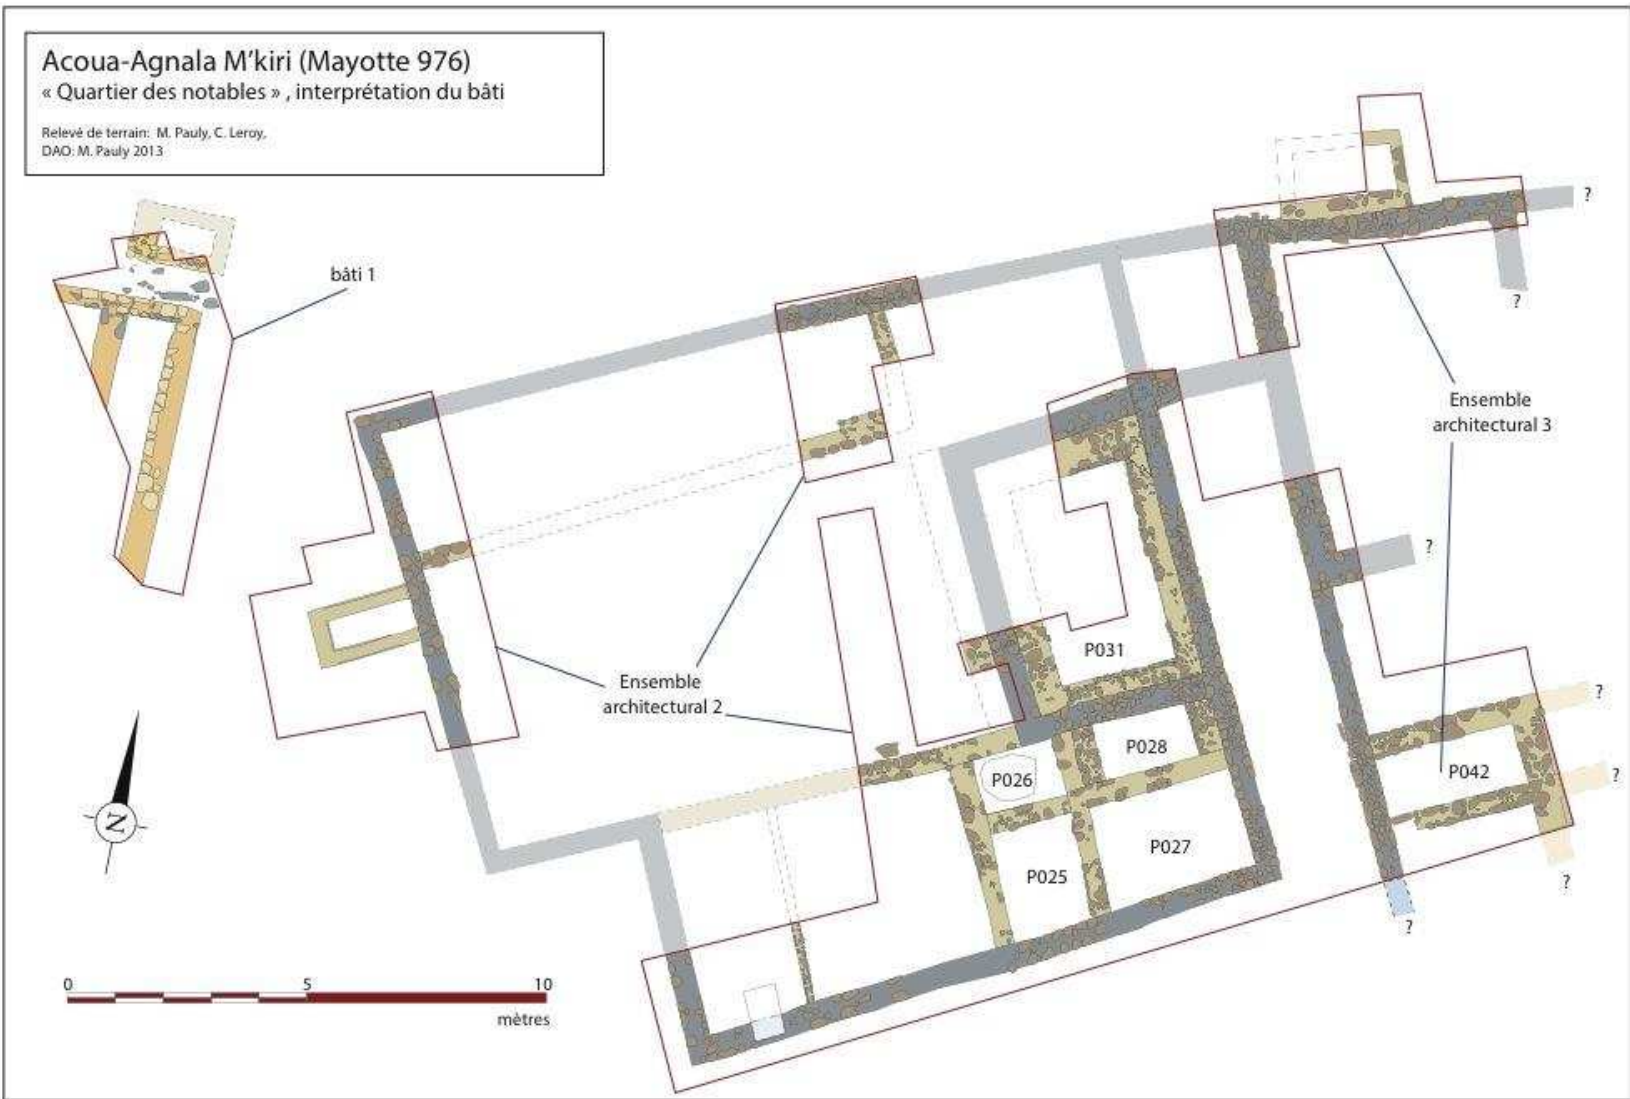 Acoua-Agnala M'kiri (Mayotte 976)
« Quartier des notables » , interprétation du bâti
Relevé de terrain: M. Pauly, C. Leroy,
DAO: M. Pauly 2013
bâti 1
?
?
Ensemble
architectural 3
?
Ensemble
architectural 2
P031
P028
P026
P042
P027
P025
?
?
?
?
N
0 5 10
mètres